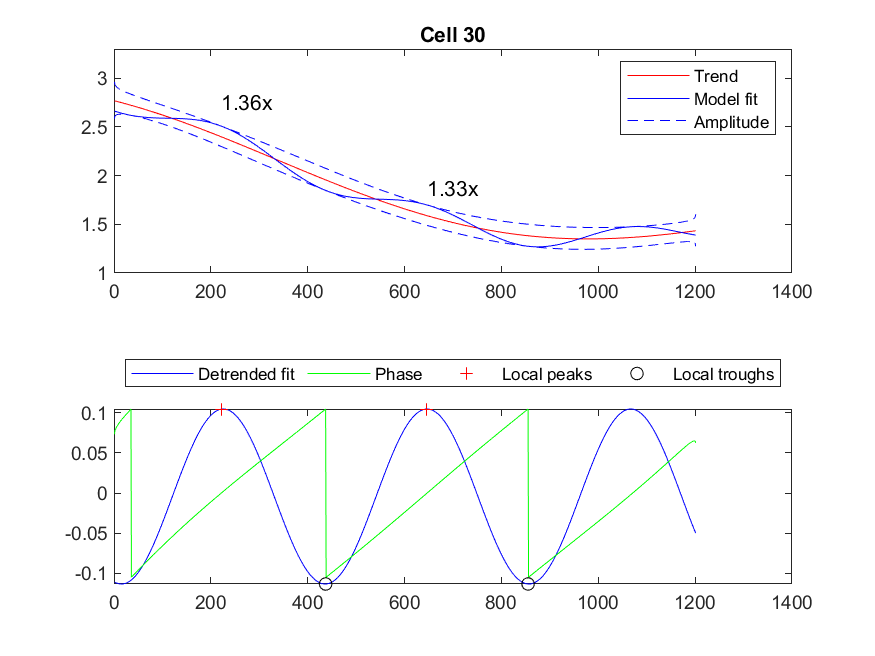 Cell 30
3
2.5
2
1.5
1
1.36x
1.33x
Trend
Model fit
Amplitude
0 200 400 600 800 1000 1200 1400
Detrended fit Phase Local peaks Local troughs
0.1
0.05
0
-0.05
-0.1
0 200 400 600 800 1000 1200 1400